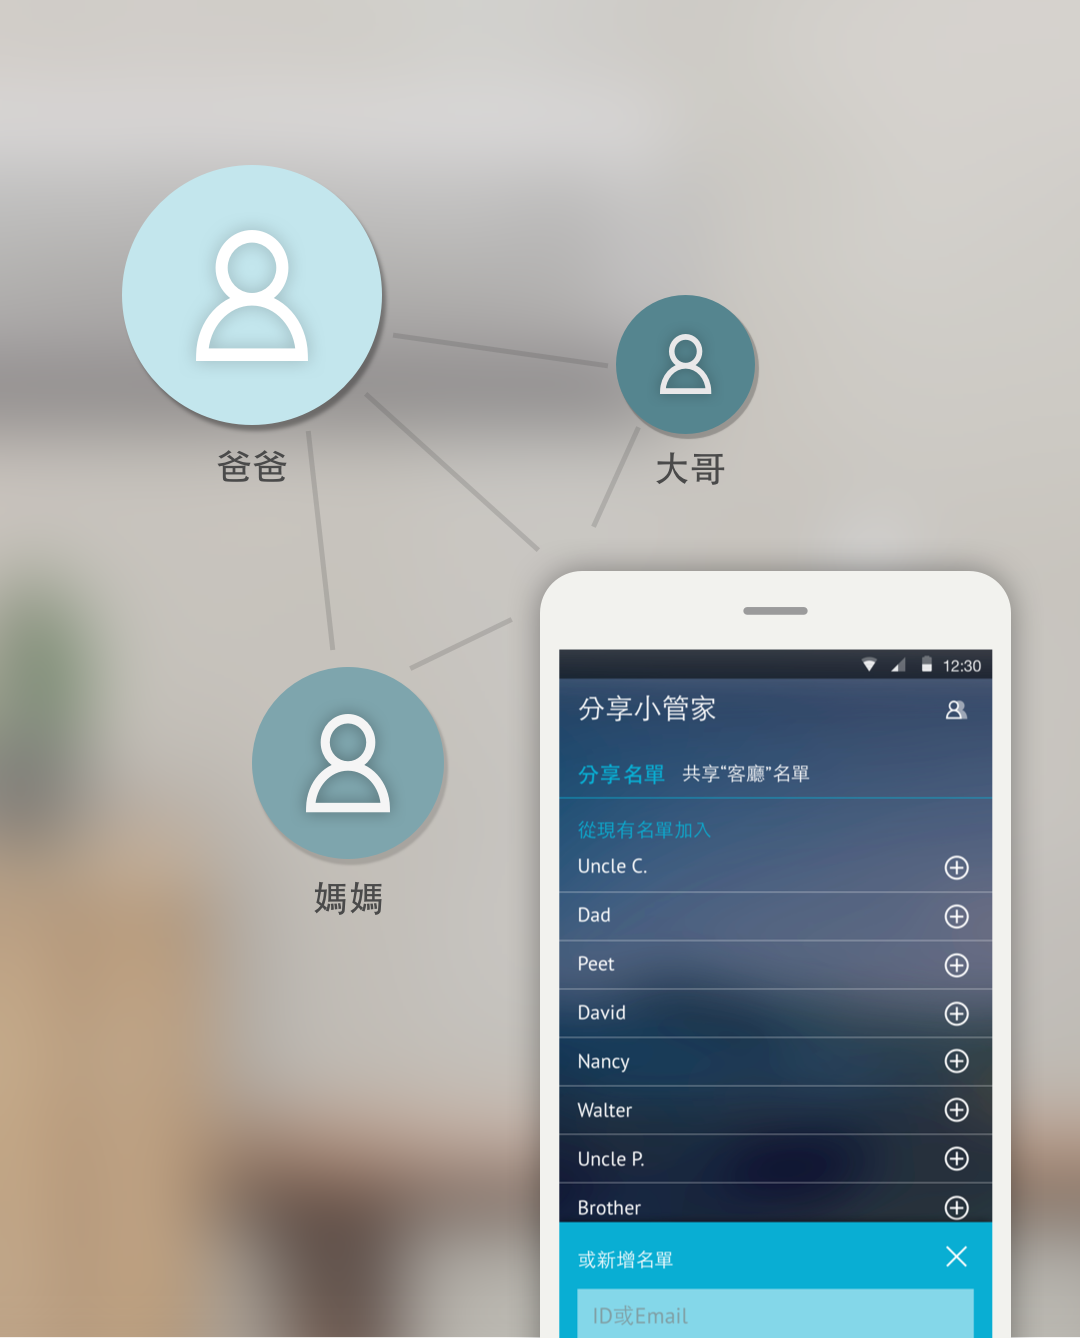 爸爸
大哥
媽媽
12:30
分享小管家
分享名單 共享“客廳”名單
從現有名單加入
Uncle C.
Dad
Peet
David
Nancy
Walter
Uncle P.
Brother
或新增名單
ID或Email